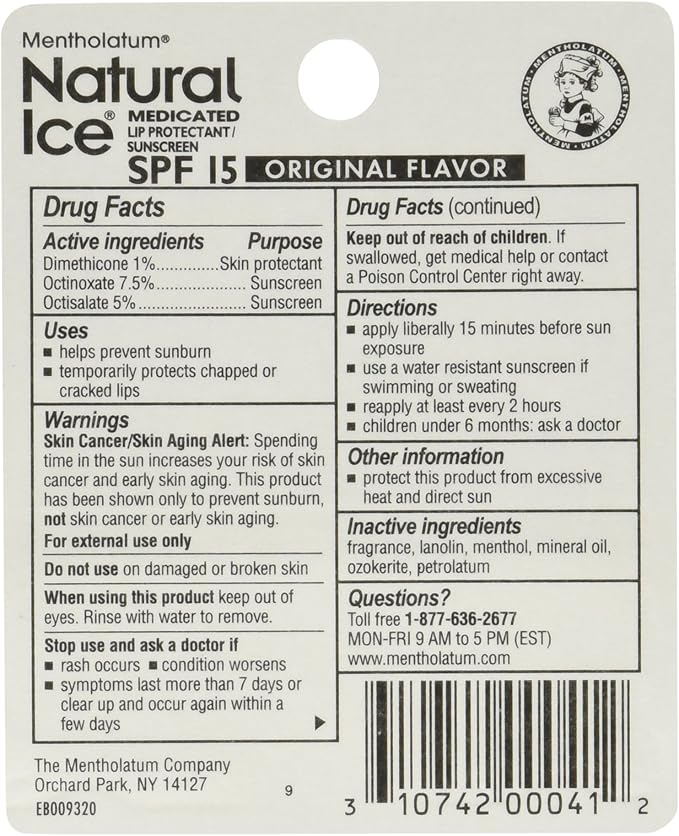 Mentholatum®
Natural
Ice® MEDICATED
LIP PROTECTANT/
SUNSCREEN
SPF 15 ORIGINAL FLAVOR
MENTHOLATUM · MENTHOLATUM · MENTHOLATUM · MENTHOLATUM
Drug Facts
Active ingredients Purpose
Dimethicone 1%..............Skin protectant
Octinoxate 7.5%.................. Sunscreen
Octisalate 5%...................... Sunscreen
Uses
■ helps prevent sunburn
■ temporarily protects chapped or
cracked lips
Warnings
Skin Cancer/Skin Aging Alert: Spending
time in the sun increases your risk of skin
cancer and early skin aging. This product
has been shown only to prevent sunburn,
not skin cancer or early skin aging.
For external use only
Do not use on damaged or broken skin
When using this product keep out of
eyes. Rinse with water to remove.
Stop use and ask a doctor if
■ rash occurs ■ condition worsens
■ symptoms last more than 7 days or
clear up and occur again within a
few days
Drug Facts (continued)
Keep out of reach of children. If
swallowed, get medical help or contact
a Poison Control Center right away.
Directions
■ apply liberally 15 minutes before sun
exposure
■ use a water resistant sunscreen if
swimming or sweating
■ reapply at least every 2 hours
■ children under 6 months: ask a doctor
Other information
■ protect this product from excessive
heat and direct sun
Inactive ingredients
fragrance, lanolin, menthol, mineral oil,
ozokerite, petrolatum
Questions?
Toll free 1-877-636-2677
MON-FRI 9 AM to 5 PM (EST)
www.mentholatum.com
The Mentholatum Company
Orchard Park, NY 14127
9
EB009320
3 10742 00041 2